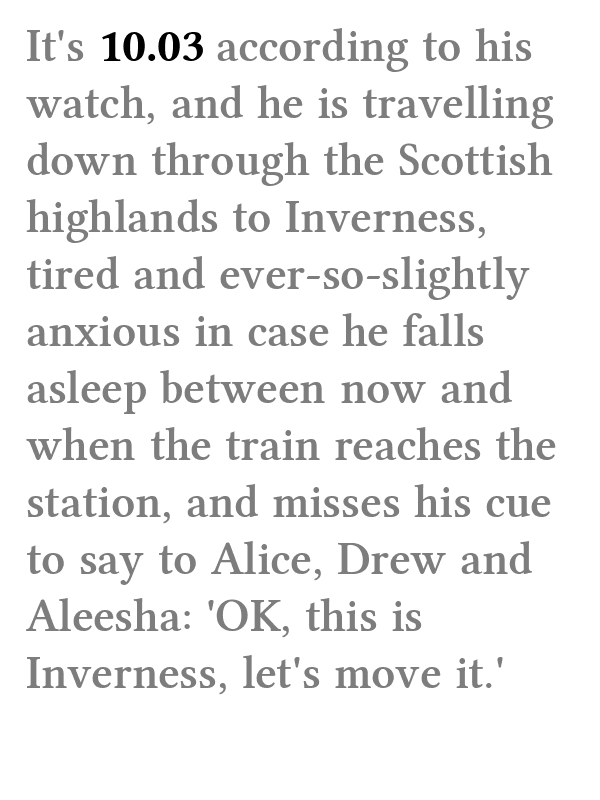 It's 10.03 according to his
watch, and he is travelling
down through the Scottish
highlands to Inverness,
tired and ever-so-slightly
anxious in case he falls
asleep between now and
when the train reaches the
station, and misses his cue
to say to Alice, Drew and
Aleesha: 'OK, this is
Inverness, let's move it.'